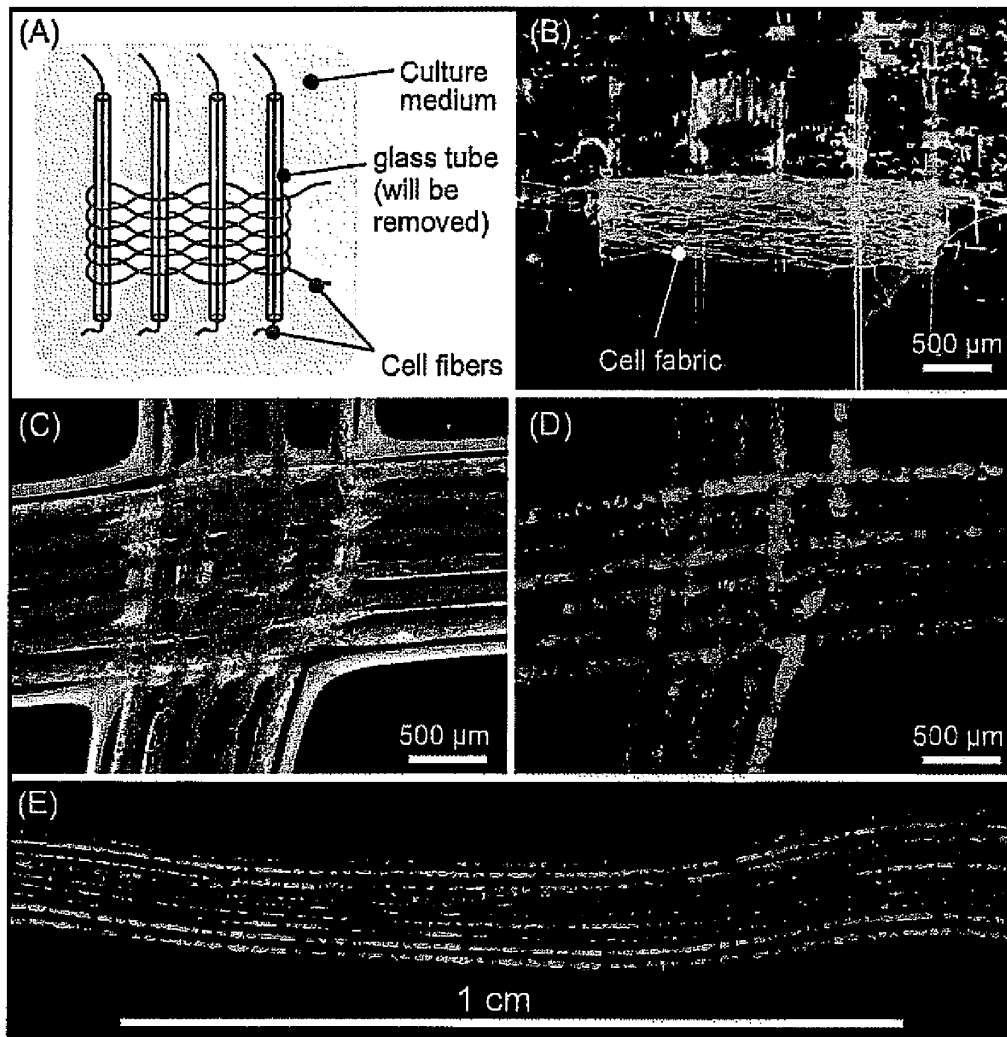 (A)
Culture
medium
glass tube
(will be
removed)
Cell fibers
(B)
Cell fabric
500 µm
(C)
500 µm
(D)
500 µm
(E)
1 cm